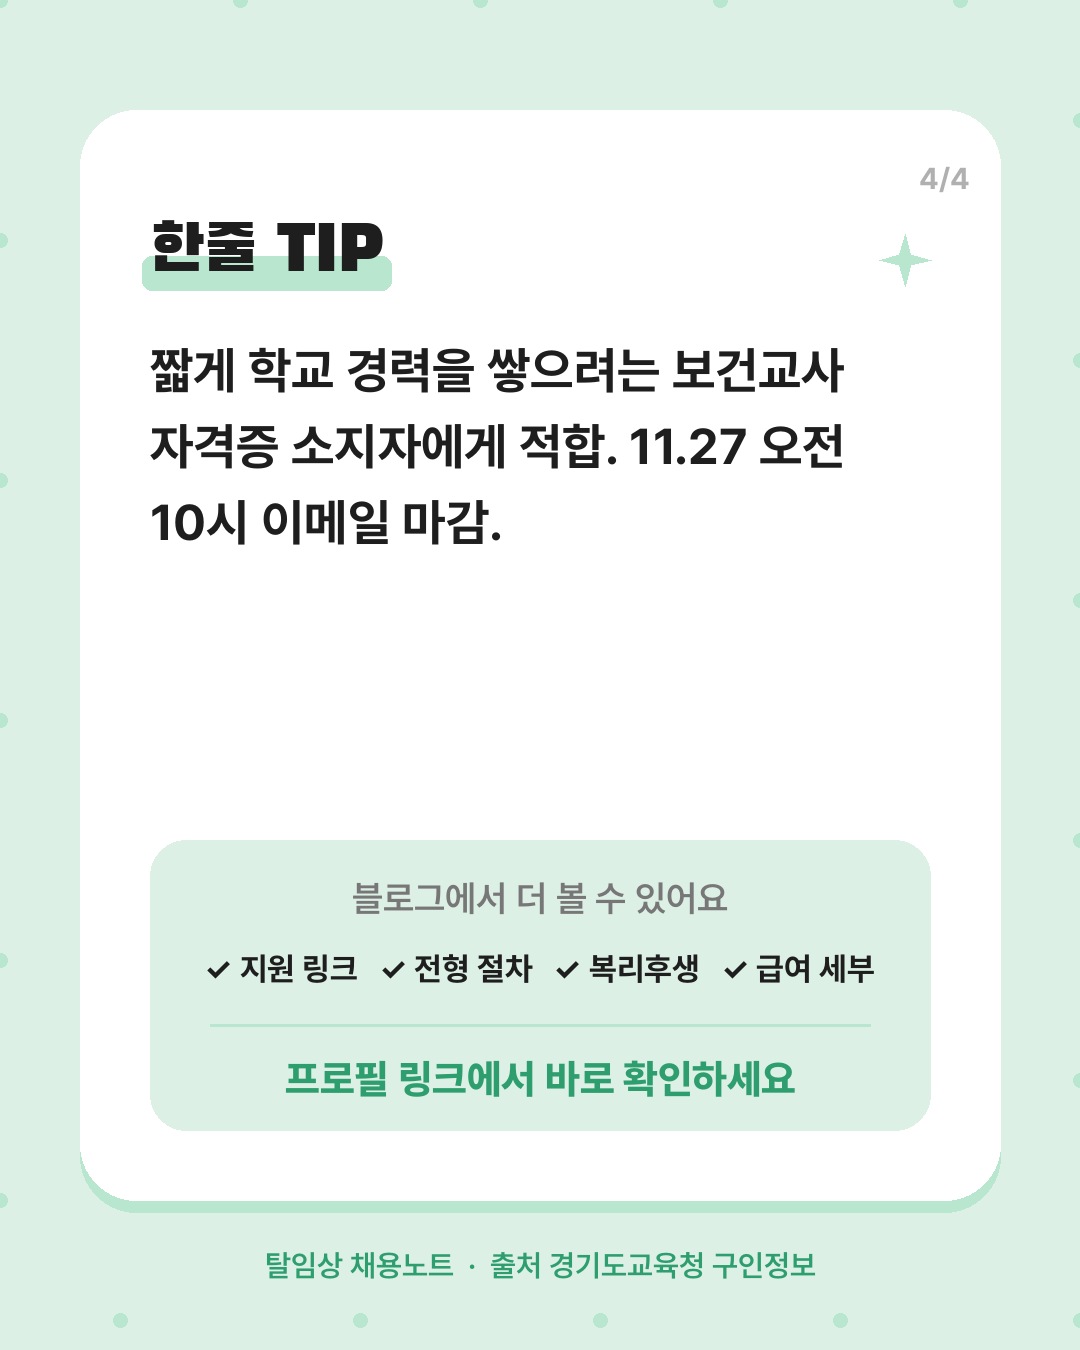 4/4
한줄 TIP
짧게 학교 경력을 쌓으려는 보건교사
자격증 소지자에게 적합. 11.27 오전
10시 이메일 마감.
블로그에서 더 볼 수 있어요
✓ 지원 링크 ✓ 전형 절차 ✓ 복리후생 ✓ 급여 세부
프로필 링크에서 바로 확인하세요
탈임상 채용노트 · 출처 경기도교육청 구인정보